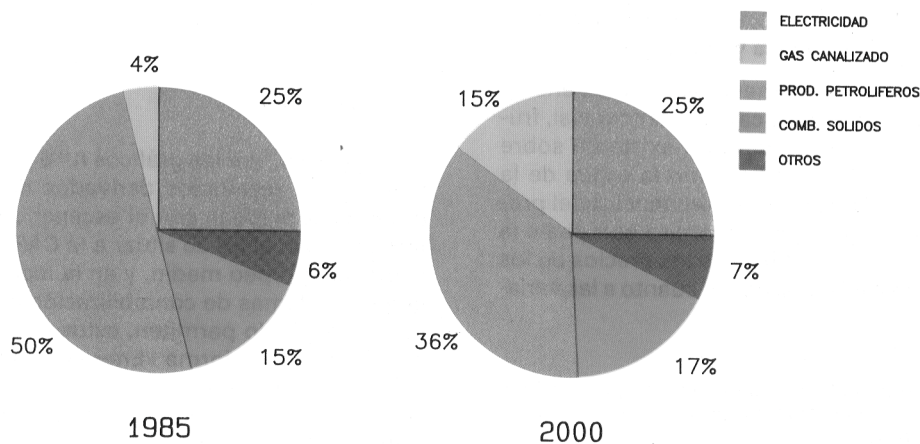 ELECTRICIDAD
GAS CANALIZADO
PROD. PETROLIFEROS
COMB. SOLIDOS
OTROS
4%
25%
6%
15%
50%
1985
15%
25%
7%
17%
36%
2000